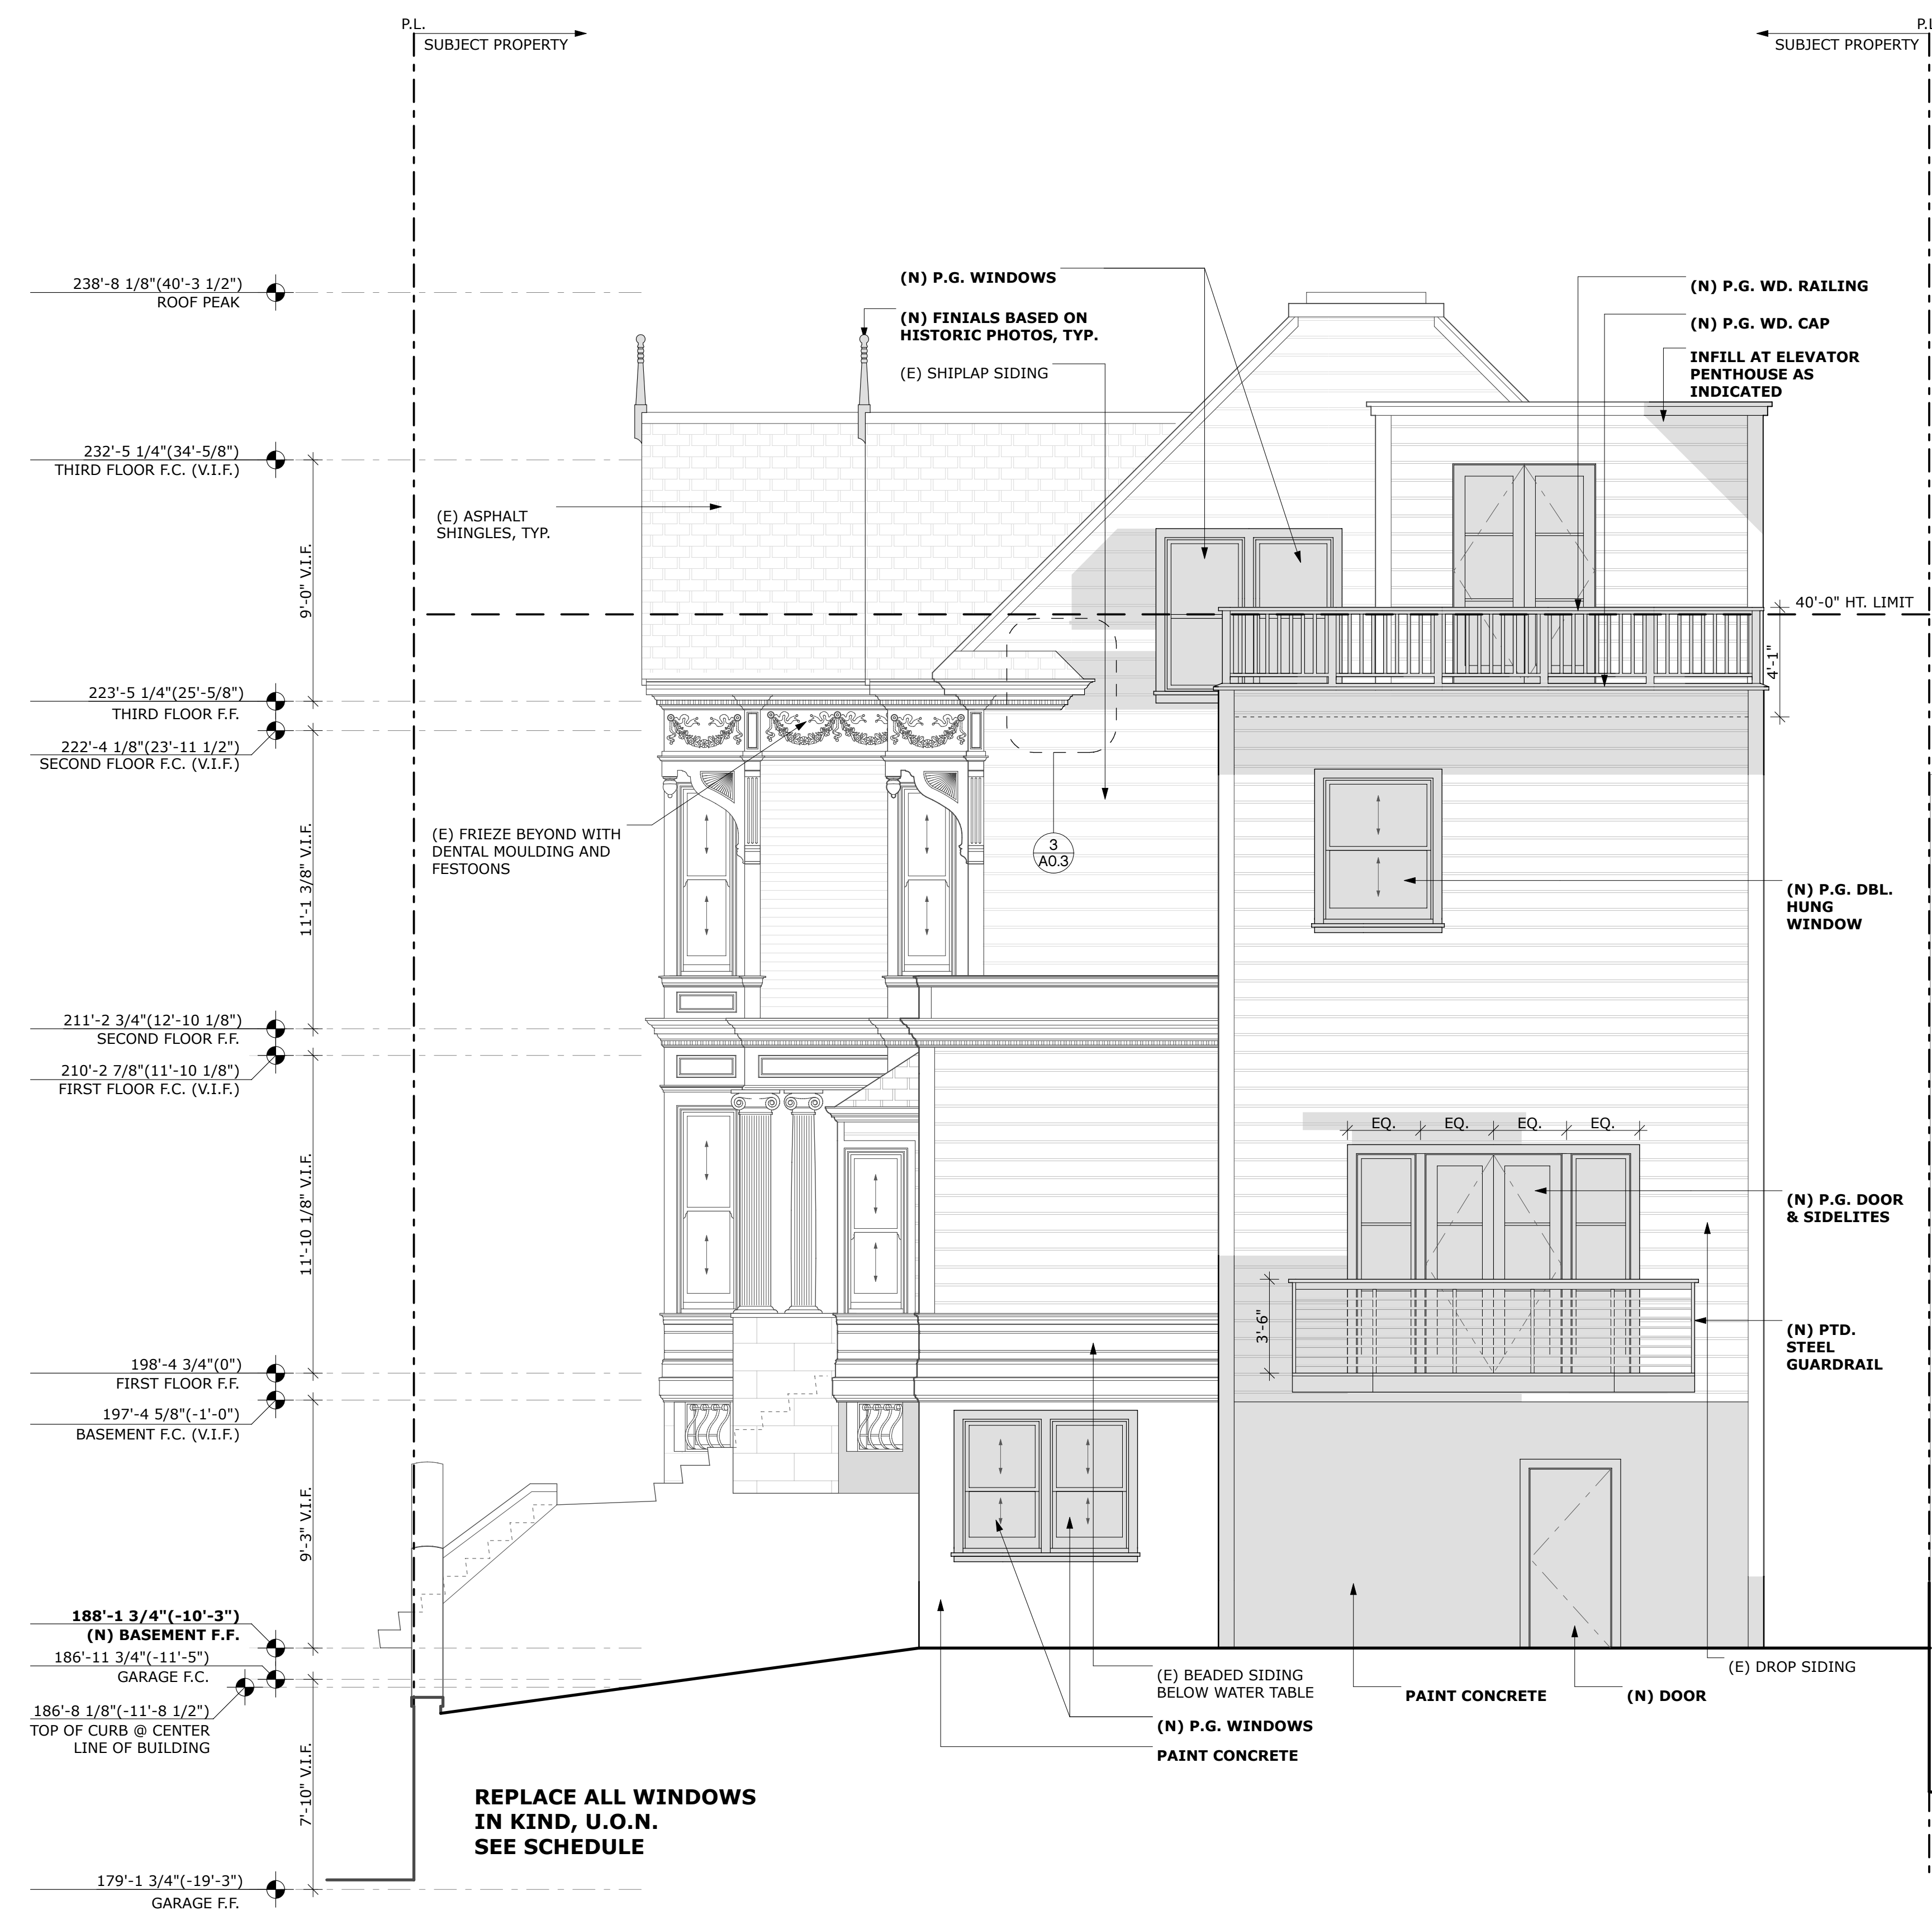 P.L.
SUBJECT PROPERTY
P.L
SUBJECT PROPERTY
238'-8 1/8"(40'-3 1/2")
ROOF PEAK
232'-5 1/4"(34'-5/8")
THIRD FLOOR F.C. (V.I.F.)
9'-0" V.I.F.
223'-5 1/4"(25'-5/8")
THIRD FLOOR F.F.
222'-4 1/8"(23'-11 1/2")
SECOND FLOOR F.C. (V.I.F.)
11'-1 3/8" V.I.F.
211'-2 3/4"(12'-10 1/8")
SECOND FLOOR F.F.
210'-2 7/8"(11'-10 1/8")
FIRST FLOOR F.C. (V.I.F.)
11'-10 1/8" V.I.F.
198'-4 3/4"(0")
FIRST FLOOR F.F.
197'-4 5/8"(-1'-0")
BASEMENT F.C. (V.I.F.)
9'-3" V.I.F.
188'-1 3/4"(-10'-3")
(N) BASEMENT F.F.
186'-11 3/4"(-11'-5")
GARAGE F.C.
186'-8 1/8"(-11'-8 1/2")
TOP OF CURB @ CENTER
LINE OF BUILDING
7'-10" V.I.F.
179'-1 3/4"(-19'-3")
GARAGE F.F.
(N) P.G. WINDOWS
(N) FINIALS BASED ON
HISTORIC PHOTOS, TYP.
(E) SHIPLAP SIDING
(E) ASPHALT
SHINGLES, TYP.
(E) FRIEZE BEYOND WITH
DENTAL MOULDING AND
FESTOONS
3
A0.3
(N) P.G. WD. RAILING
(N) P.G. WD. CAP
INFILL AT ELEVATOR
PENTHOUSE AS
INDICATED
40'-0" HT. LIMIT
4'-1"
(N) P.G. DBL.
HUNG
WINDOW
EQ.
EQ.
EQ.
EQ.
(N) P.G. DOOR
& SIDELITES
3'-6"
(N) PTD.
STEEL
GUARDRAIL
(E) DROP SIDING
(E) BEADED SIDING
BELOW WATER TABLE
(N) P.G. WINDOWS
PAINT CONCRETE
PAINT CONCRETE
(N) DOOR
REPLACE ALL WINDOWS
IN KIND, U.O.N.
SEE SCHEDULE